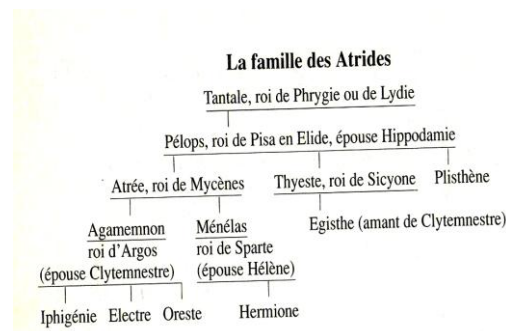 La famille des Atrides
Tantale, roi de Phrygie ou de Lydie
Pélops, roi de Pisa en Elide, épouse Hippodamie
Atrée, roi de Mycènes
Thyeste, roi de Sicyone
Plisthène
Agamemnon
roi d'Argos
(épouse Clytemnestre)
Ménélas
roi de Sparte
(épouse Hélène)
Egisthe (amant de Clytemnestre)
Iphigénie Electre Oreste
Hermione